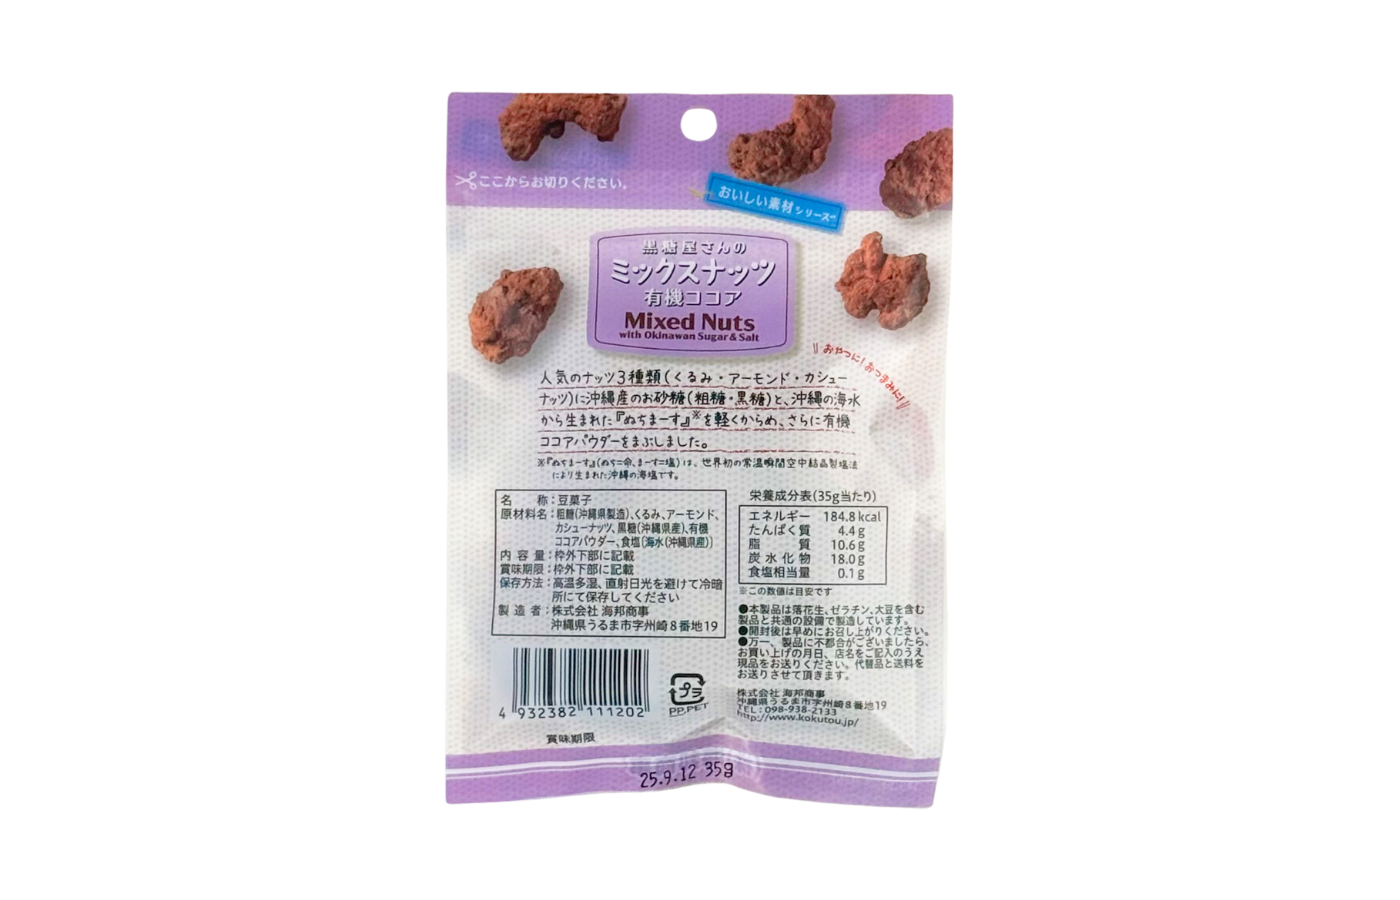 ここからお切りください。
おいしい素材シリーズ
黒糖屋さんの
ミックスナッツ
有機ココア
Mixed Nuts
with Okinawan Sugar & Salt
おやつに!おつまみに!
人気のナッツ3種類(くるみ・アーモンド・カシュー
ナッツ)に沖縄産のお砂糖(粗糖・黒糖)と、沖縄の海水
から生まれた『ぬちまーす』※を軽くからめ、さらに有機
ココアパウダーをまぶしました。
※『ぬちまーす』(ぬち=命、まーす=塩)は、世界初の常温瞬間空中結晶製塩法
により生まれた沖縄の海塩です。
名称:豆菓子
原材料名:粗糖(沖縄県製造)、くるみ、アーモンド、
カシューナッツ、黒糖(沖縄県産)、有機
ココアパウダー、食塩(海水(沖縄県産))
内容量:枠外下部に記載
賞味期限:枠外下部に記載
保存方法:高温多湿、直射日光を避けて冷暗
所にて保存してください
製造者:株式会社 海邦商事
沖縄県うるま市字州崎8番地19
栄養成分表(35g当たり)
エネルギー 184.8kcal
たんぱく質 4.4g
脂質 10.6g
炭水化物 18.0g
食塩相当量 0.1g
※この数値は目安です
●本製品は落花生、ゼラチン、大豆を含む
製品と共通の設備で製造しています。
●開封後は早めにお召し上がりください。
●万一、製品に不都合がございましたら、
お買い上げの月日、店名をご記入のうえ
現品をお送りください。代替品と送料を
お送りさせて頂きます。
株式会社 海邦商事
沖縄県うるま市字州崎8番地19
TEL:098-938-2133
http://www.kokutou.jp/
4 932382 111202
プラ
PP,PET
賞味期限
25.9.12 35g